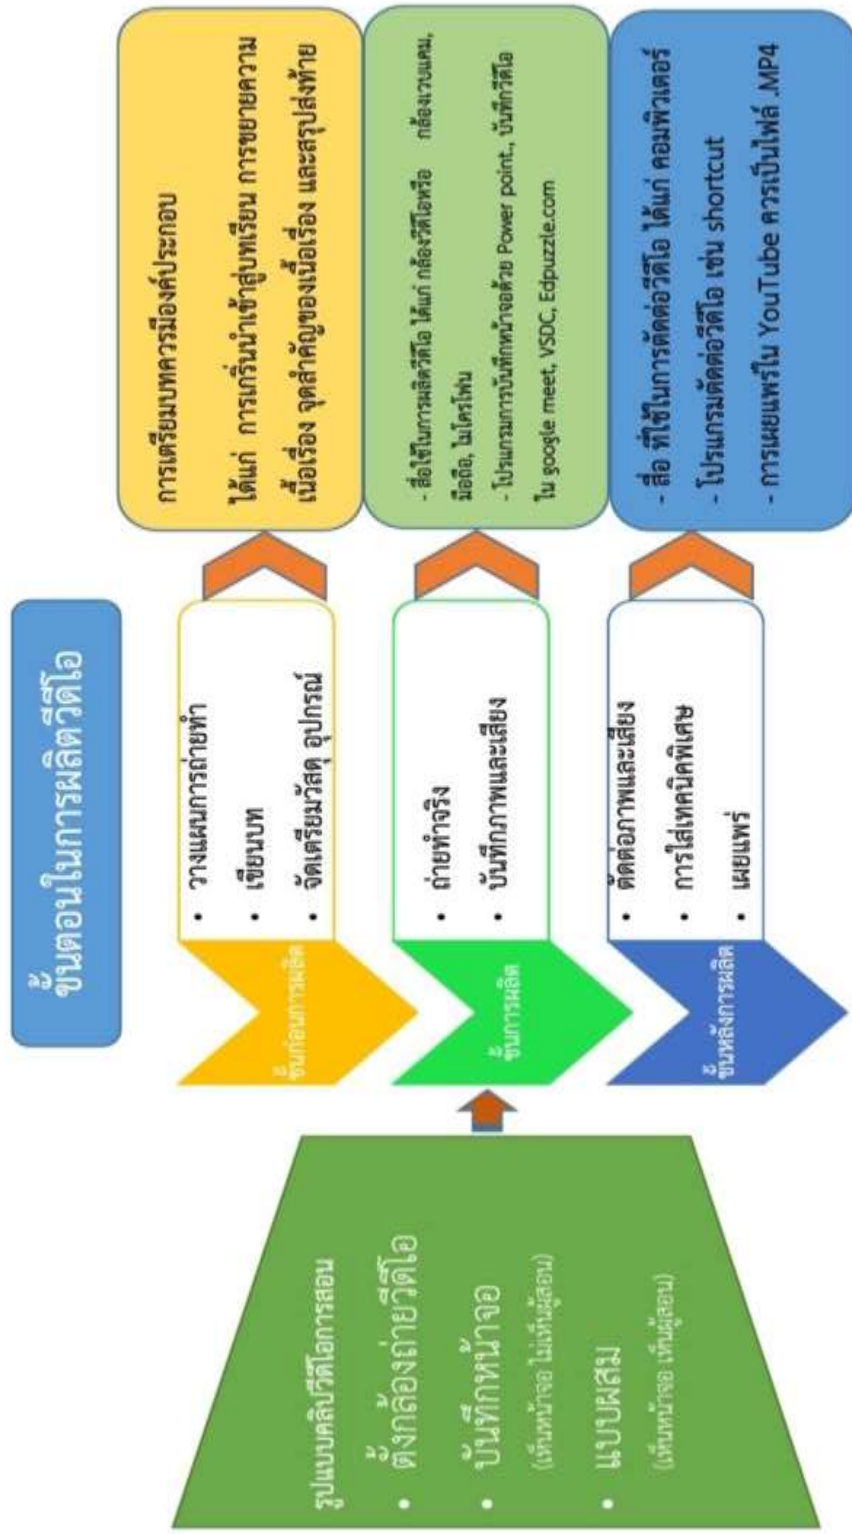 ขั้นตอนในการผลิตวีดีโอ
รูปแบบคลิปวีดีโอการสอน
• ตั้งกล้องถ่ายวีดีโอ
• บันทึกหน้าจอ
(เห็นหน้าจอ ไม่เห็นผู้สอน)
• แบบผสม
(เห็นหน้าจอ เห็นผู้สอน)
ขั้นก่อนการผลิต
• วางแผนการถ่ายทำ
• เขียนบท
• จัดเตรียมวัสดุ อุปกรณ์
การเตรียมบทควรมีองค์ประกอบ
ได้แก่ การเกริ่นนำเข้าสู่บทเรียน การขยายความ
เนื้อเรื่อง จุดสำคัญของเนื้อเรื่อง และสรุปส่งท้าย
ขั้นการผลิต
• ถ่ายทำจริง
• บันทึกภาพและเสียง
- สื่อใช้ในการผลิตวีดีโอ ได้แก่ กล้องวีดีโอหรือ กล้องเวบแคม,
มือถือ, ไมโครโฟน
- โปรแกรมการบันทึกหน้าจอด้วย Power point., บันทึกวีดีโอ
ใน google meet, VSDC, Edpuzzle.com
ขั้นหลังการผลิต
• ตัดต่อภาพและเสียง
• การใส่เทคนิคพิเศษ
• เผยแพร่
- สื่อ ที่ใช้ในการตัดต่อวีดีโอ ได้แก่ คอมพิวเตอร์
- โปรแกรมตัดต่อวีดีโอ เช่น shortcut
- การเผยแพร่ใน YouTube ควรเป็นไฟล์ .MP4